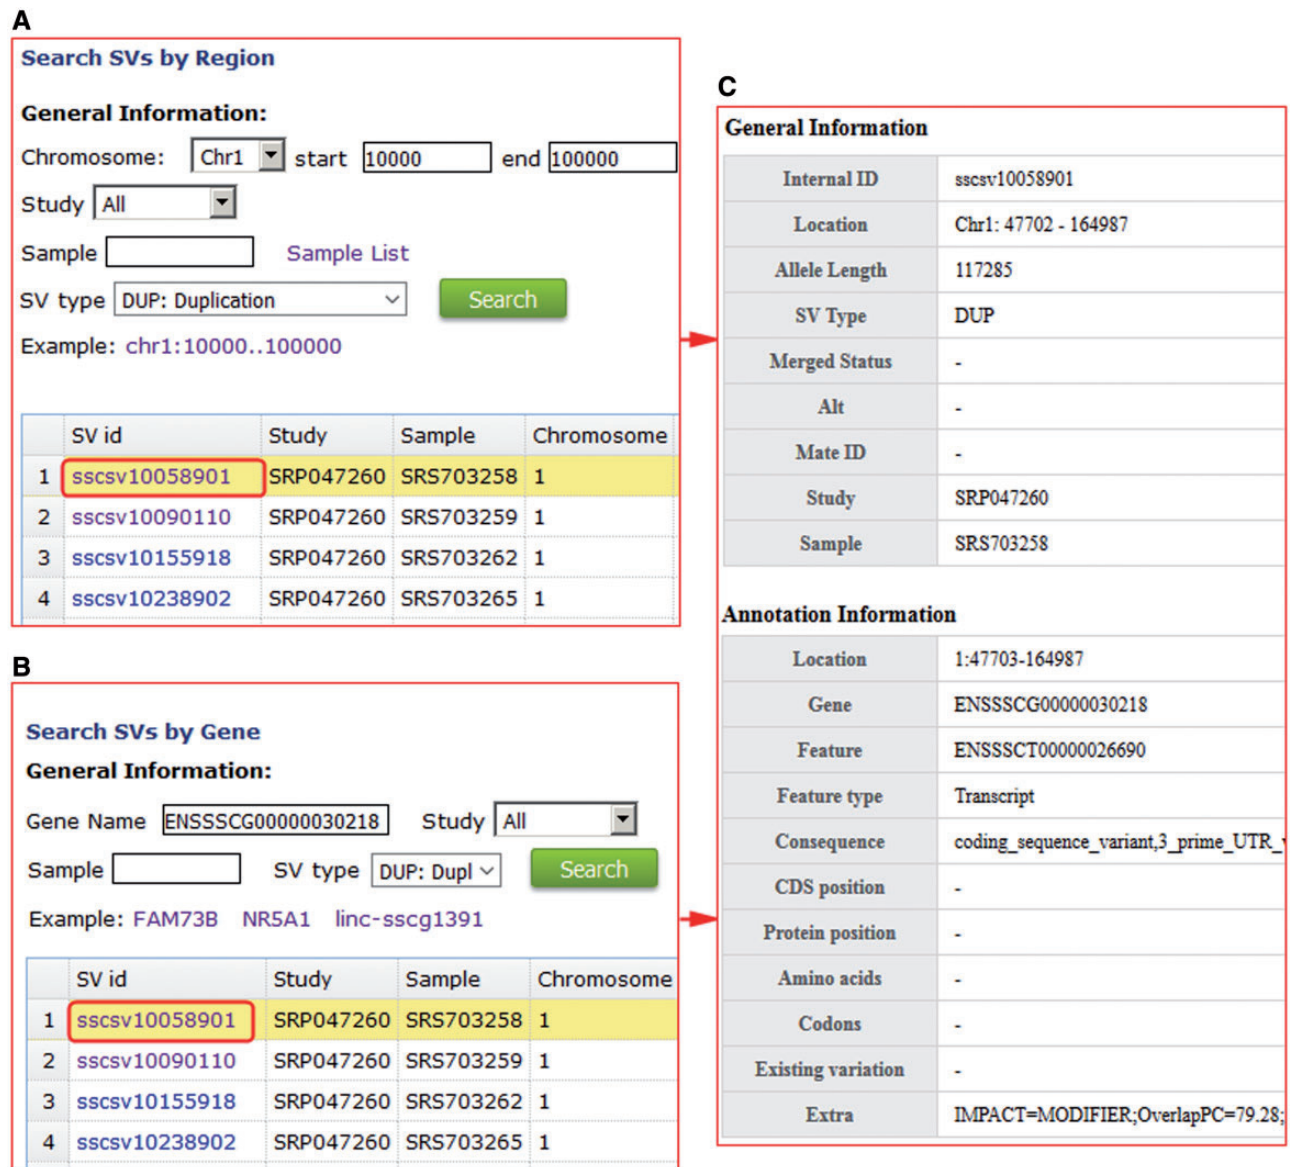 A
Search SVs by Region
General Information:
Chromosome: Chr1 start 10000 end 100000
Study All
Sample Sample List
SV type DUP: Duplication Search
Example: chr1:10000..100000
SV id Study Sample Chromosome
1 sscsv10058901 SRP047260 SRS703258 1
2 sscsv10090110 SRP047260 SRS703259 1
3 sscsv10155918 SRP047260 SRS703262 1
4 sscsv10238902 SRP047260 SRS703265 1
B
Search SVs by Gene
General Information:
Gene Name ENSSSCG00000030218 Study All
Sample SV type DUP: Dupl Search
Example: FAM73B NR5A1 linc-sscg1391
SV id Study Sample Chromosome
1 sscsv10058901 SRP047260 SRS703258 1
2 sscsv10090110 SRP047260 SRS703259 1
3 sscsv10155918 SRP047260 SRS703262 1
4 sscsv10238902 SRP047260 SRS703265 1
C
General Information
Internal ID sscsv10058901
Location Chr1: 47702 - 164987
Allele Length 117285
SV Type DUP
Merged Status -
Alt -
Mate ID -
Study SRP047260
Sample SRS703258
Annotation Information
Location 1:47703-164987
Gene ENSSSCG00000030218
Feature ENSSSCT00000026690
Feature type Transcript
Consequence coding_sequence_variant,3_prime_UTR_
CDS position -
Protein position -
Amino acids -
Codons -
Existing variation -
Extra IMPACT=MODIFIER;OverlapPC=79.28;